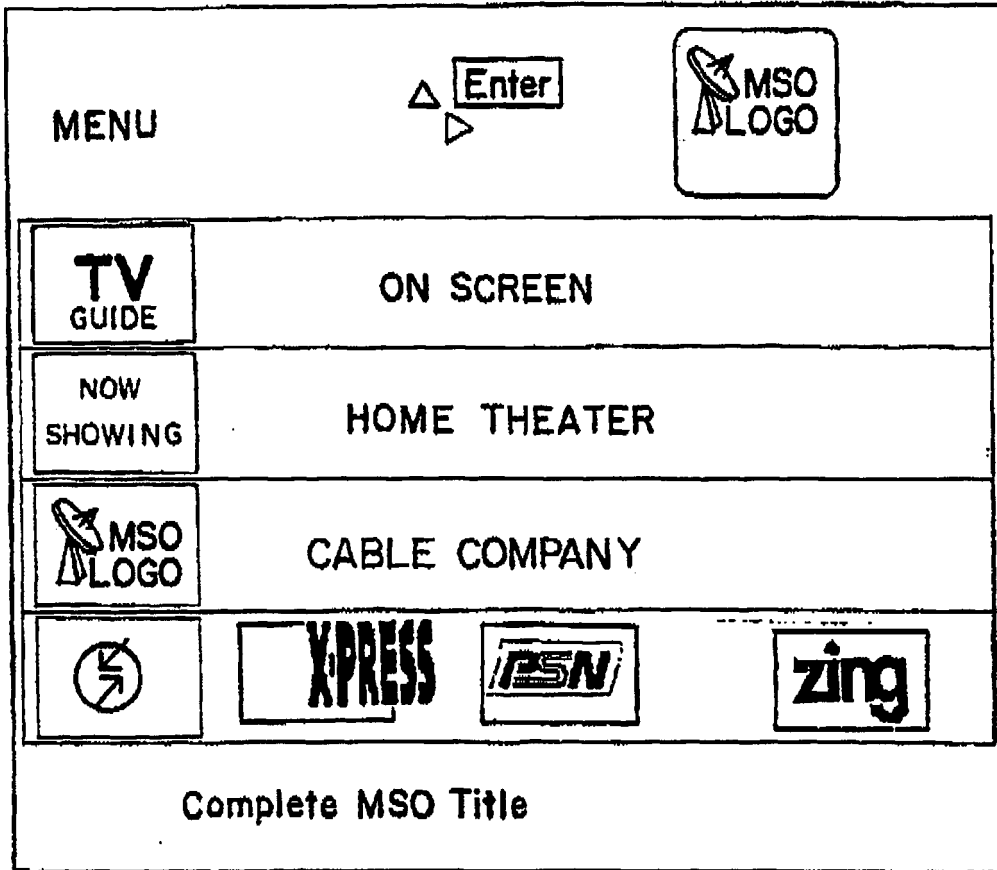 MENU
Enter
MSO
LOGO
TV
GUIDE
ON SCREEN
NOW
SHOWING
HOME THEATER
MSO
LOGO
CABLE COMPANY
X·PRESS
PSN
zing
Complete MSO Title